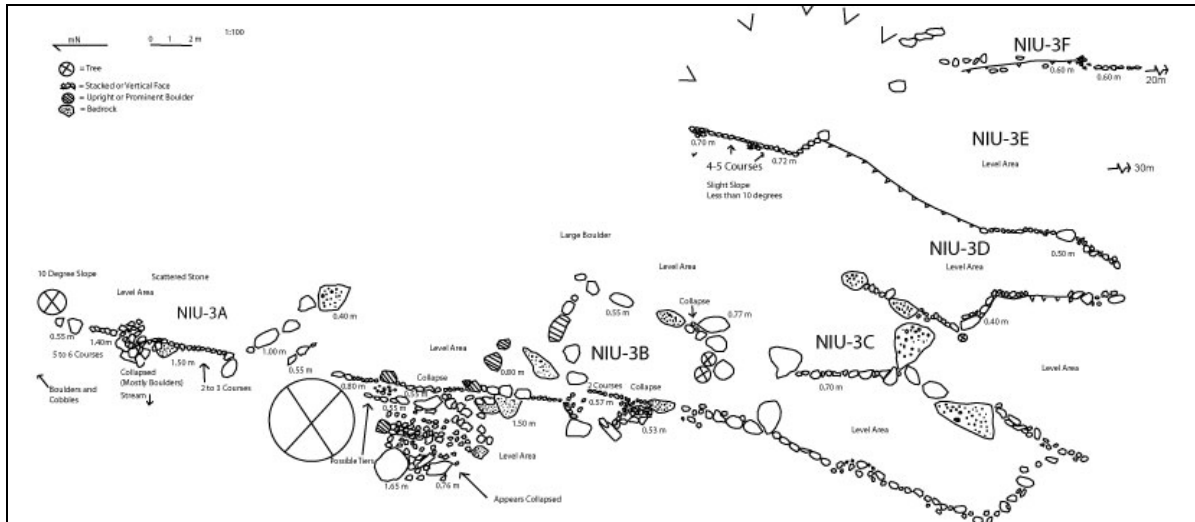 mN
0 1 2 m
1:100
= Tree
= Stacked or Vertical Face
= Upright or Prominent Boulder
= Bedrock
NIU-3F
0.60 m
0.60 m
20m
NIU-3E
Level Area
30m
0.70 m
0.72 m
4-5 Courses
Slight Slope
Less than 10 degrees
NIU-3D
Level Area
0.50 m
0.40 m
Large Boulder
Level Area
Collapse
0.77 m
0.55 m
10 Degree Slope
Scattered Stone
Level Area
NIU-3A
0.40 m
0.55 m
1.40m
5 to 6 Courses
Collapsed
(Mostly Boulders)
Stream
1.50 m
2 to 3 Courses
1.00 m
0.55 m
Boulders and
Cobbles
Level Area
NIU-3B
0.80 m
0.80 m
Collapse
0.55 m
0.55 m
2 Courses
0.57 m
Collapse
0.53 m
1.50 m
NIU-3C
0.70 m
Level Area
Level Area
Possible Tiers
Level Area
1.65 m
0.76 m
Appears Collapsed